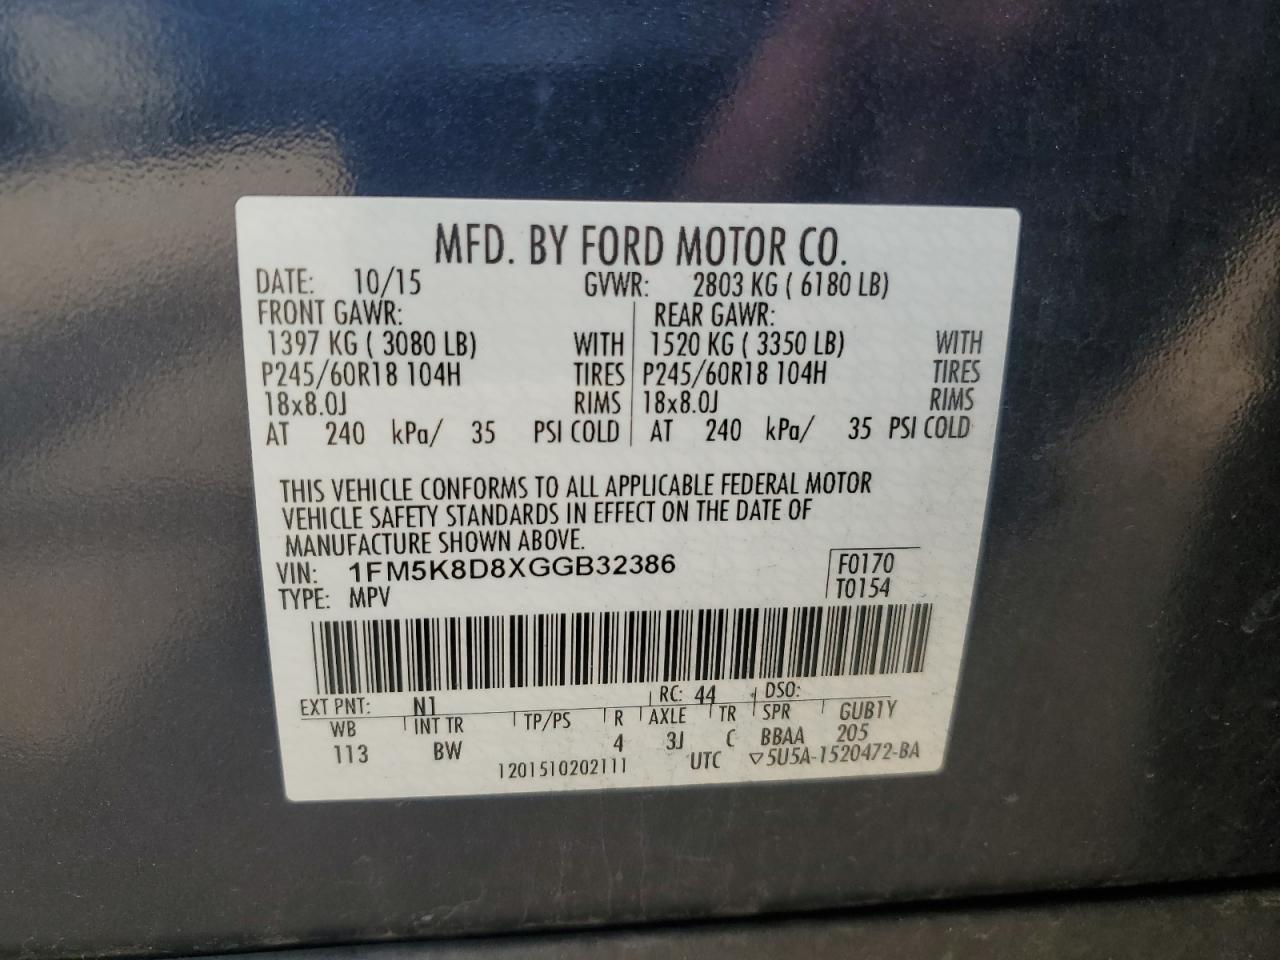 MFD. BY FORD MOTOR CO.
DATE: 10/15 GVWR: 2803 KG ( 6180 LB)
FRONT GAWR: REAR GAWR:
1397 KG ( 3080 LB) WITH 1520 KG ( 3350 LB) WITH
P245/60R18 104H TIRES P245/60R18 104H TIRES
18x8.0J RIMS 18x8.0J RIMS
AT 240 kPa/ 35 PSI COLD AT 240 kPa/ 35 PSI COLD
THIS VEHICLE CONFORMS TO ALL APPLICABLE FEDERAL MOTOR
VEHICLE SAFETY STANDARDS IN EFFECT ON THE DATE OF
MANUFACTURE SHOWN ABOVE.
VIN: 1FM5K8D8XGGB32386 F0170
TYPE: MPV T0154
EXT PNT: N1 RC: 44 DSO:
WB INT TR TP/PS R AXLE TR SPR GUB1Y
113 BW 4 3J C BBAA 205
1201510202111 UTC ▽5U5A-1520472-BA